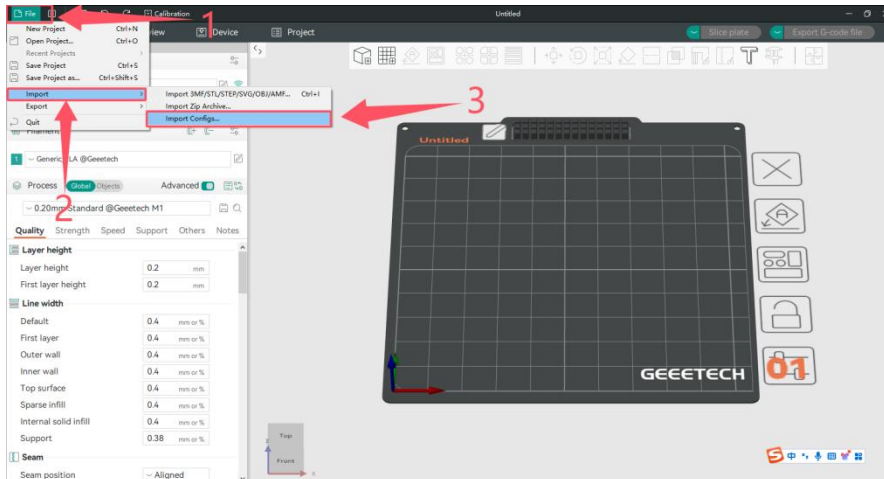 File
Calibration
Untitled
1
New Project Ctrl+N
Open Project... Ctrl+O
Recent Projects
Save Project Ctrl+S
Save Project as... Ctrl+Shift+S
Import
Export
Quit
Device
Project
Slice plate
Export G-code file
Import 3MF/STL/STEP/SVG/OBJ/AMF... Ctrl+I
Import Zip Archive...
Import Configs...
3
2
Filament
1
@Geeetech
Process Global Objects Advanced
0.20mm Standard @Geeetech M1
Quality Strength Speed Support Others Notes
Layer height
Layer height 0.2 mm
First layer height 0.2 mm
Line width
Default 0.4 mm or %
First layer 0.4 mm or %
Outer wall 0.4 mm or %
Inner wall 0.4 mm or %
Top surface 0.4 mm or %
Sparse infill 0.4 mm or %
Internal solid infill 0.4 mm or %
Support 0.38 mm or %
Seam
Seam position Aligned
Untitled
GEEETECH
01
Top
Front
z
x
中